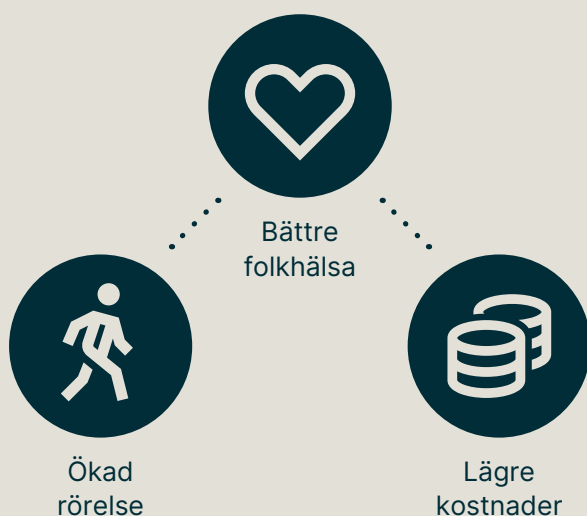 Bättre
folkhälsa
Ökad
rörelse
Lägre
kostnader